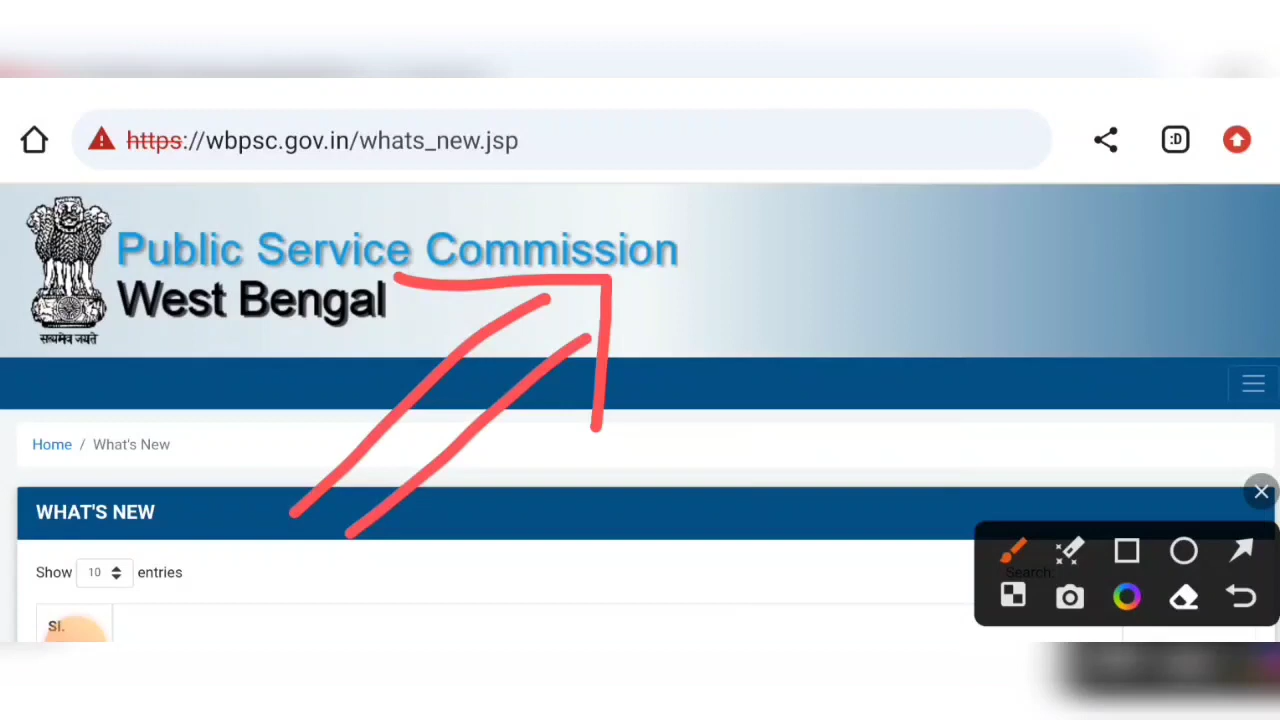 https://wbpsc.gov.in/whats_new.jsp
:D
Public Service Commission
West Bengal
सत्यमेव जयते
Home / What's New
WHAT'S NEW
Show 10 entries
Search:
Sl.